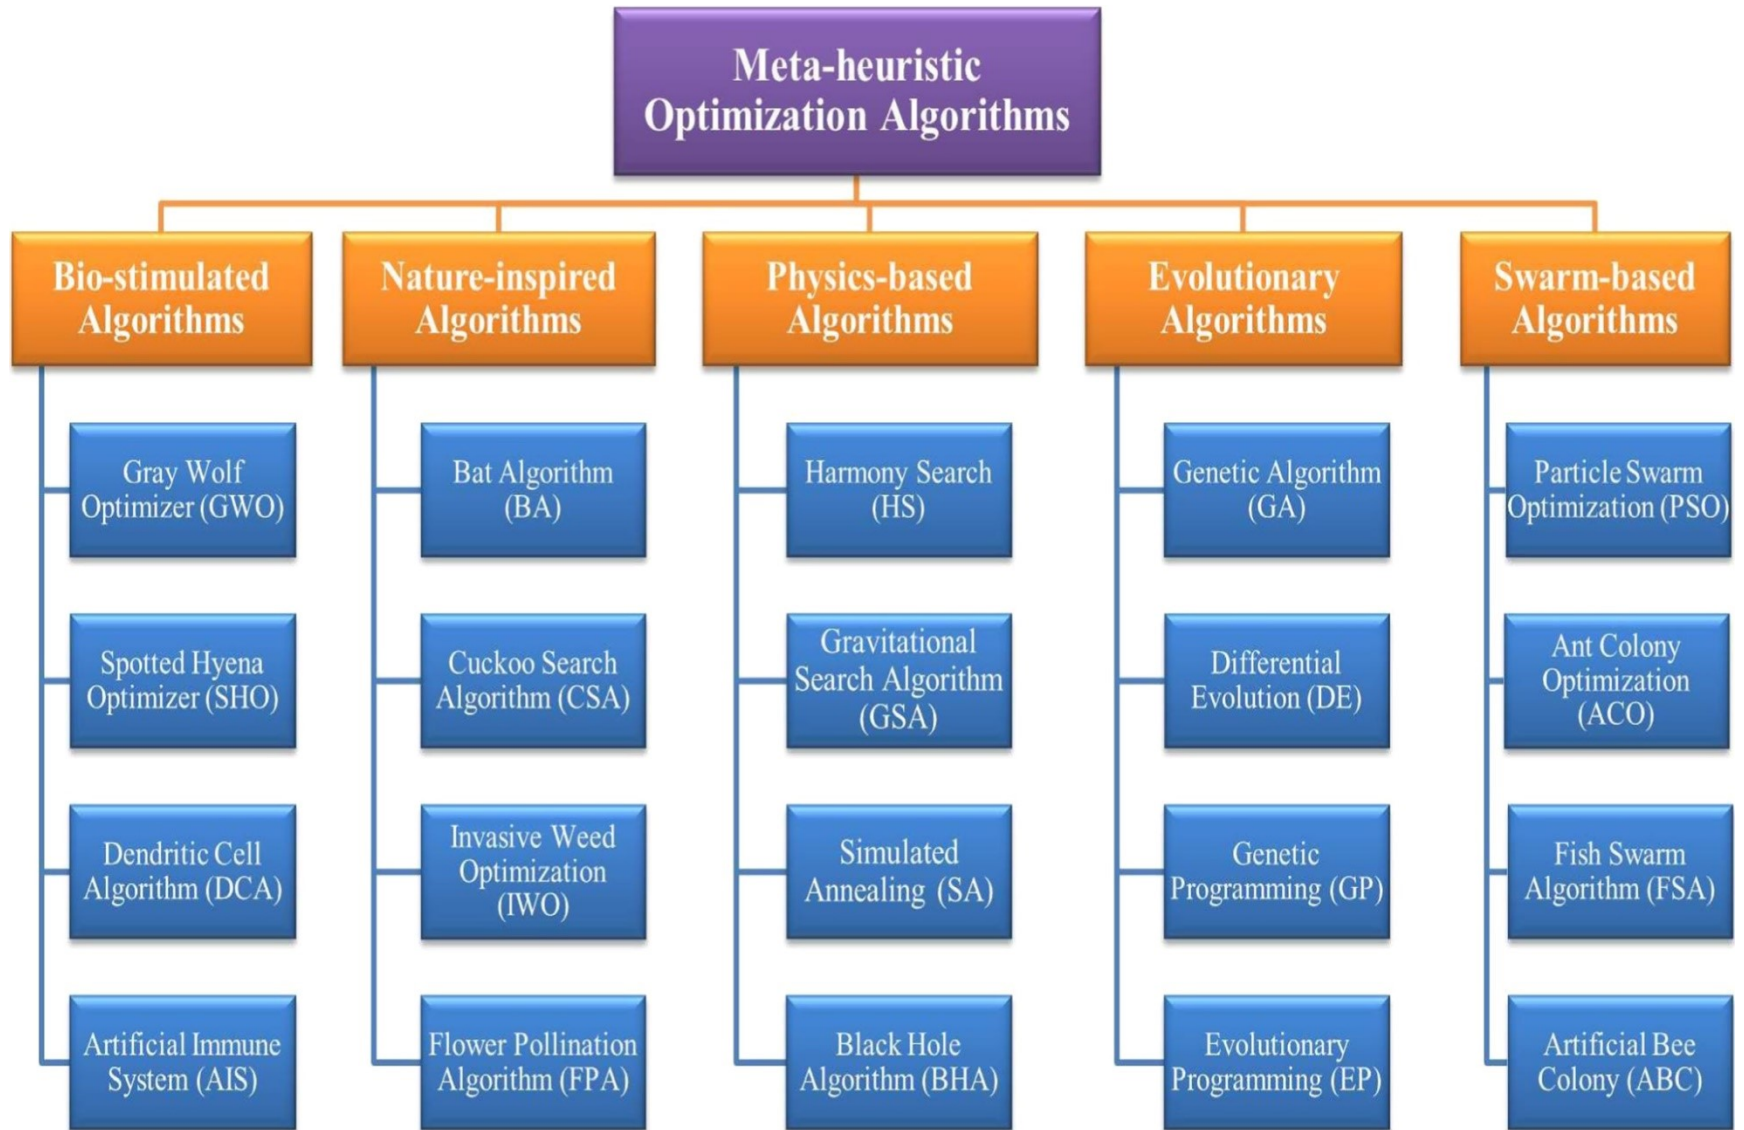 Meta-heuristic
Optimization Algorithms
Bio-stimulated
Algorithms
Nature-inspired
Algorithms
Physics-based
Algorithms
Evolutionary
Algorithms
Swarm-based
Algorithms
Gray Wolf
Optimizer (GWO)
Spotted Hyena
Optimizer (SHO)
Dendritic Cell
Algorithm (DCA)
Artificial Immune
System (AIS)
Bat Algorithm
(BA)
Cuckoo Search
Algorithm (CSA)
Invasive Weed
Optimization
(IWO)
Flower Pollination
Algorithm (FPA)
Harmony Search
(HS)
Gravitational
Search Algorithm
(GSA)
Simulated
Annealing (SA)
Black Hole
Algorithm (BHA)
Genetic Algorithm
(GA)
Differential
Evolution (DE)
Genetic
Programming (GP)
Evolutionary
Programming (EP)
Particle Swarm
Optimization (PSO)
Ant Colony
Optimization
(ACO)
Fish Swarm
Algorithm (FSA)
Artificial Bee
Colony (ABC)